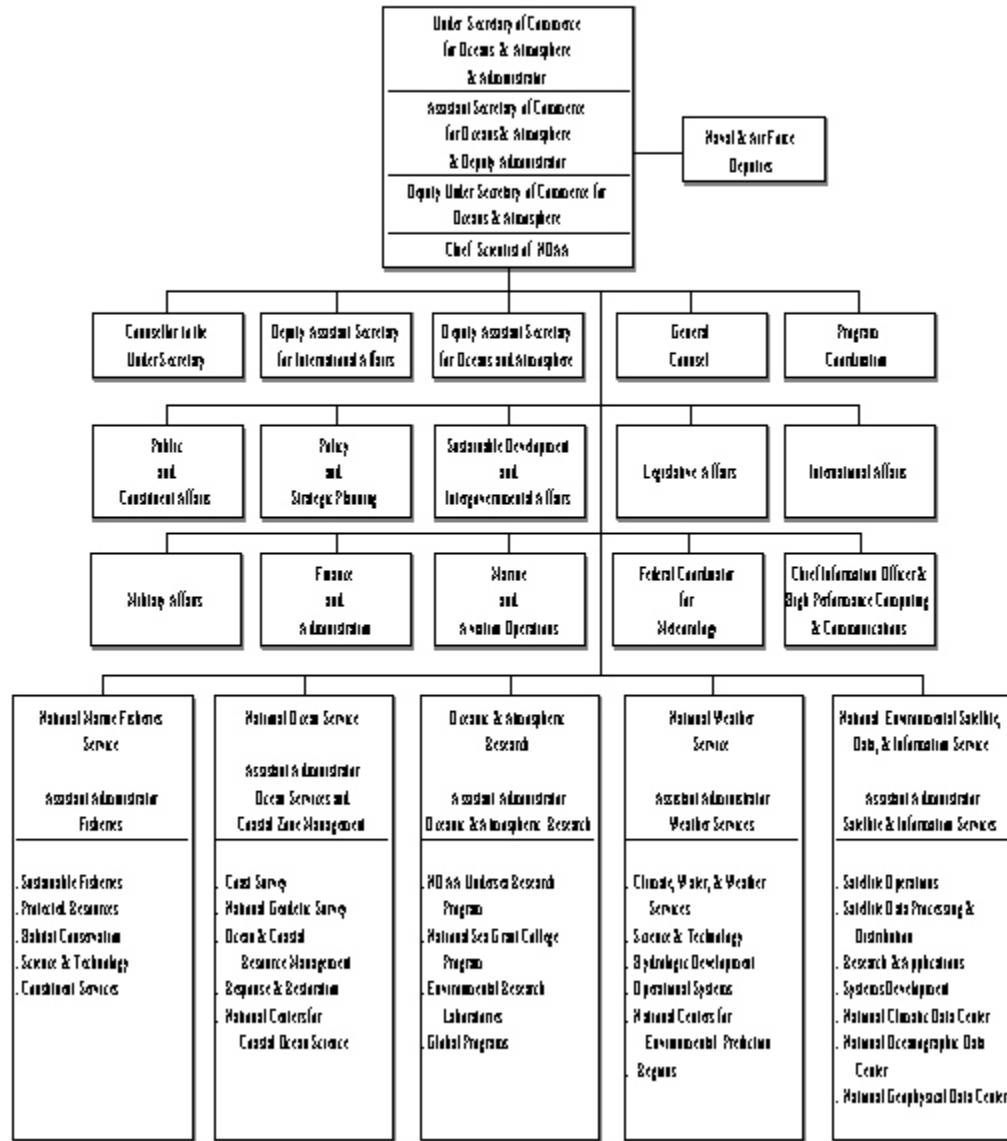 Under Secretary of Commerce
for Oceans & Atmosphere
& Administrator
Assistant Secretary of Commerce
for Oceans & Atmosphere
& Deputy Administrator
Deputy Under Secretary of Commerce for
Oceans & Atmosphere
Chief Scientist of NOAA
Naval & Air Force
Deputies
Counsellor to the
Under Secretary
Deputy Assistant Secretary
for International Affairs
Deputy Assistant Secretary
for Oceans and Atmosphere
General
Counsel
Program
Coordination
Public
and
Constituent Affairs
Policy
and
Strategic Planning
Sustainable Development
and
Intergovernmental Affairs
Legislative Affairs
International Affairs
Military Affairs
Finance
and
Administration
Marine
and
Aviation Operations
Federal Coordinator
for
Meteorology
Chief Information Officer &
High Performance Computing
& Communications
National Marine Fisheries
Service
Assistant Administrator
Fisheries
. Sustainable Fisheries
. Protected Resources
. Habitat Conservation
. Science & Technology
. Constituent Services
National Ocean Service
Assistant Administrator
Ocean Services and
Coastal Zone Management
. Coast Survey
. National Geodetic Survey
. Ocean & Coastal
Resource Management
. Response & Restoration
. National Centers for
Coastal Ocean Science
Oceanic & Atmospheric
Research
Assistant Administrator
Oceanic & Atmospheric Research
. NOAA Undersea Research
Program
. National Sea Grant College
Program
. Environmental Research
Laboratories
. Global Programs
National Weather
Service
Assistant Administrator
Weather Services
. Climate, Water, & Weather
Services
. Science & Technology
. Hydrologic Development
. Operational Systems
. National Centers for
Environmental Prediction
. Regions
National Environmental Satellite,
Data, & Information Service
Assistant Administrator
Satellite & Information Services
. Satellite Operations
. Satellite Data Processing &
Distribution
. Research & Applications
. Systems Development
. National Climatic Data Center
. National Oceanographic Data
Center
. National Geophysical Data Center